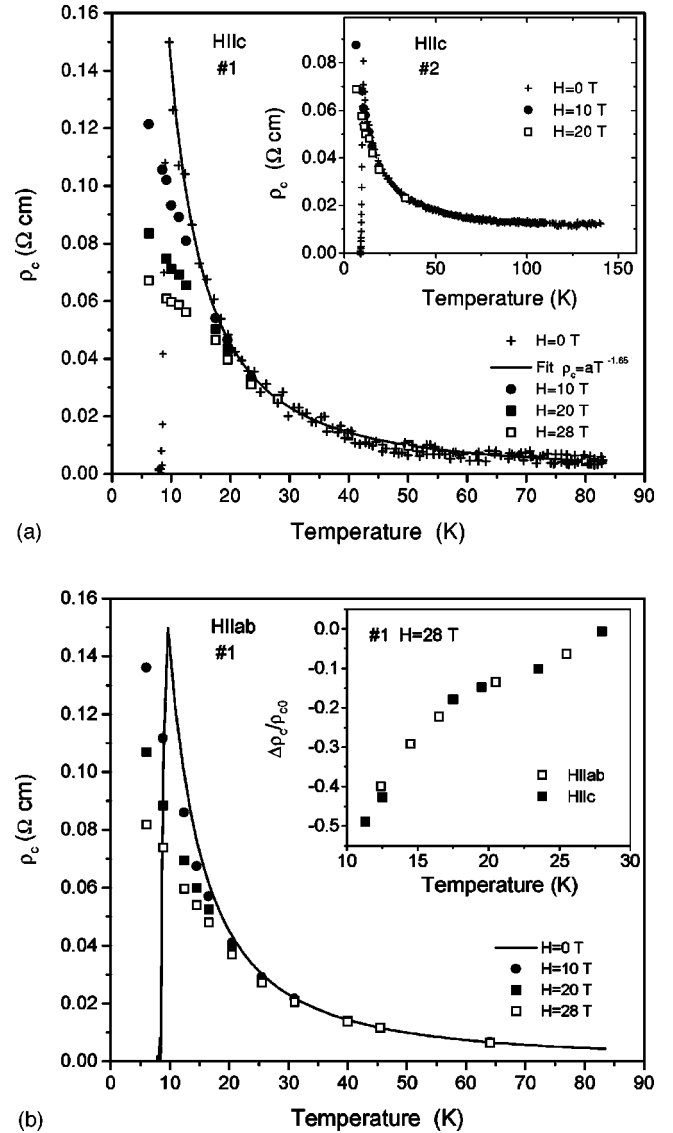 0.16
0.14
0.12
0.10
0.08
0.06
0.04
0.02
0.00
ρc (Ω cm)
HIIc
#1
0.08
0.06
0.04
0.02
0.00
ρc (Ω cm)
HIIc
#2
H=0 T
H=10 T
H=20 T
0 50 100 150
Temperature (K)
H=0 T
Fit ρc=aT -1.65
H=10 T
H=20 T
H=28 T
0 10 20 30 40 50 60 70 80 90
Temperature (K)
(a)
0.16
0.14
0.12
0.10
0.08
0.06
0.04
0.02
0.00
ρc (Ω cm)
HIIab
#1
0.0
-0.1
-0.2
-0.3
-0.4
-0.5
Δρc/ρc0
#1 H=28 T
HIIab
HIIc
10 15 20 25 30
Temperature (K)
H=0 T
H=10 T
H=20 T
H=28 T
0 10 20 30 40 50 60 70 80 90
Temperature (K)
(b)